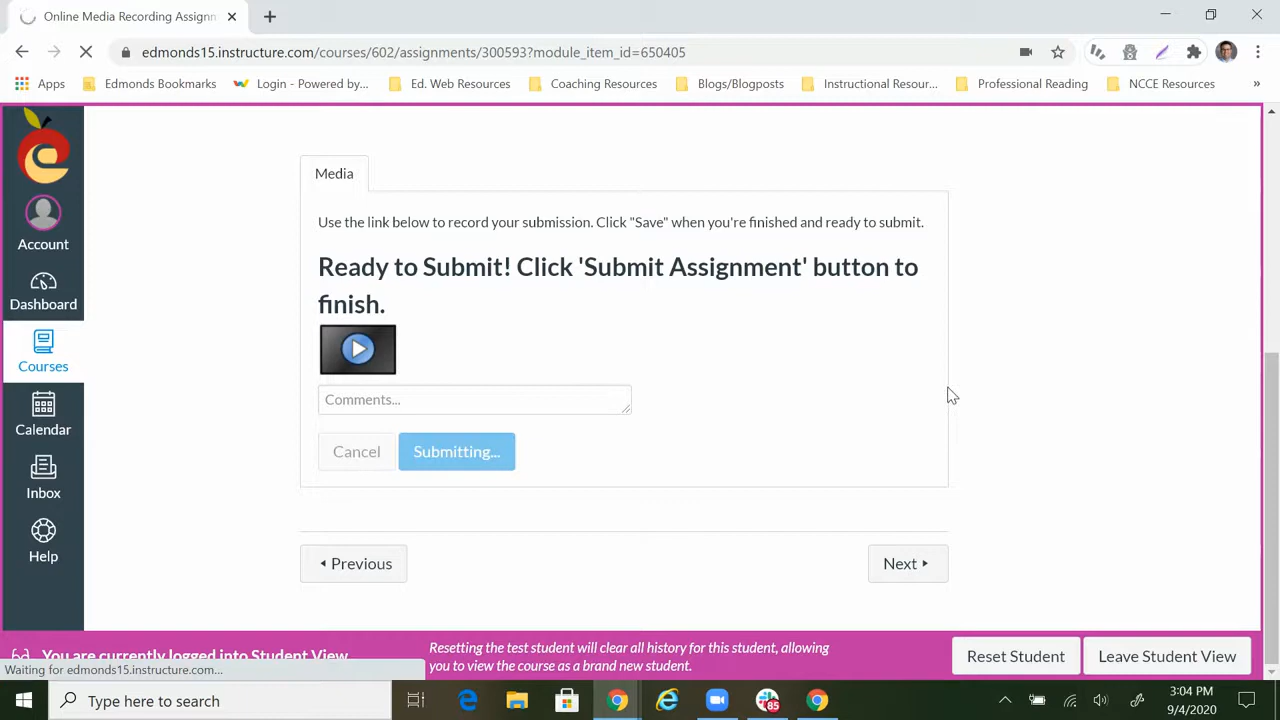 Online Media Recording Assignm
edmonds15.instructure.com/courses/602/assignments/300593?module_item_id=650405
Apps Edmonds Bookmarks Login - Powered by... Ed. Web Resources Coaching Resources Blogs/Blogposts Instructional Resour... Professional Reading NCCE Resources »
Account
Dashboard
Courses
Calendar
Inbox
Help
Media
Use the link below to record your submission. Click "Save" when you're finished and ready to submit.
Ready to Submit! Click 'Submit Assignment' button to
finish.
Comments...
Cancel Submitting...
Previous Next
You are currently logged into Student View
Resetting the test student will clear all history for this student, allowing
you to view the course as a brand new student.
Reset Student Leave Student View
Waiting for edmonds15.instructure.com...
Type here to search
85
3:04 PM
9/4/2020